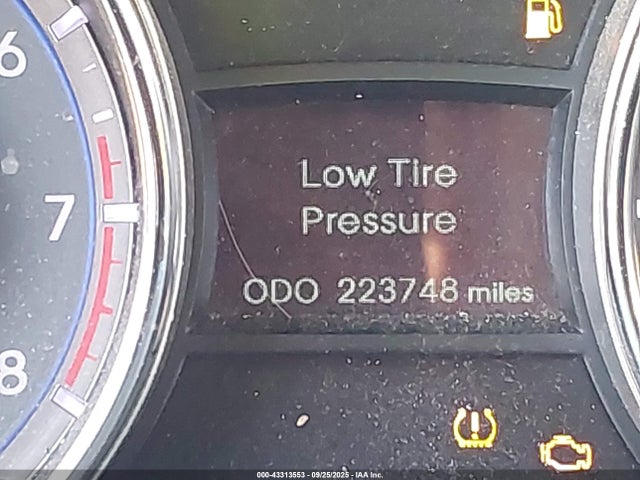 6
7
8
Low Tire
Pressure
ODO 223748 miles
000-43313553 - 09/25/2025 - IAA Inc.